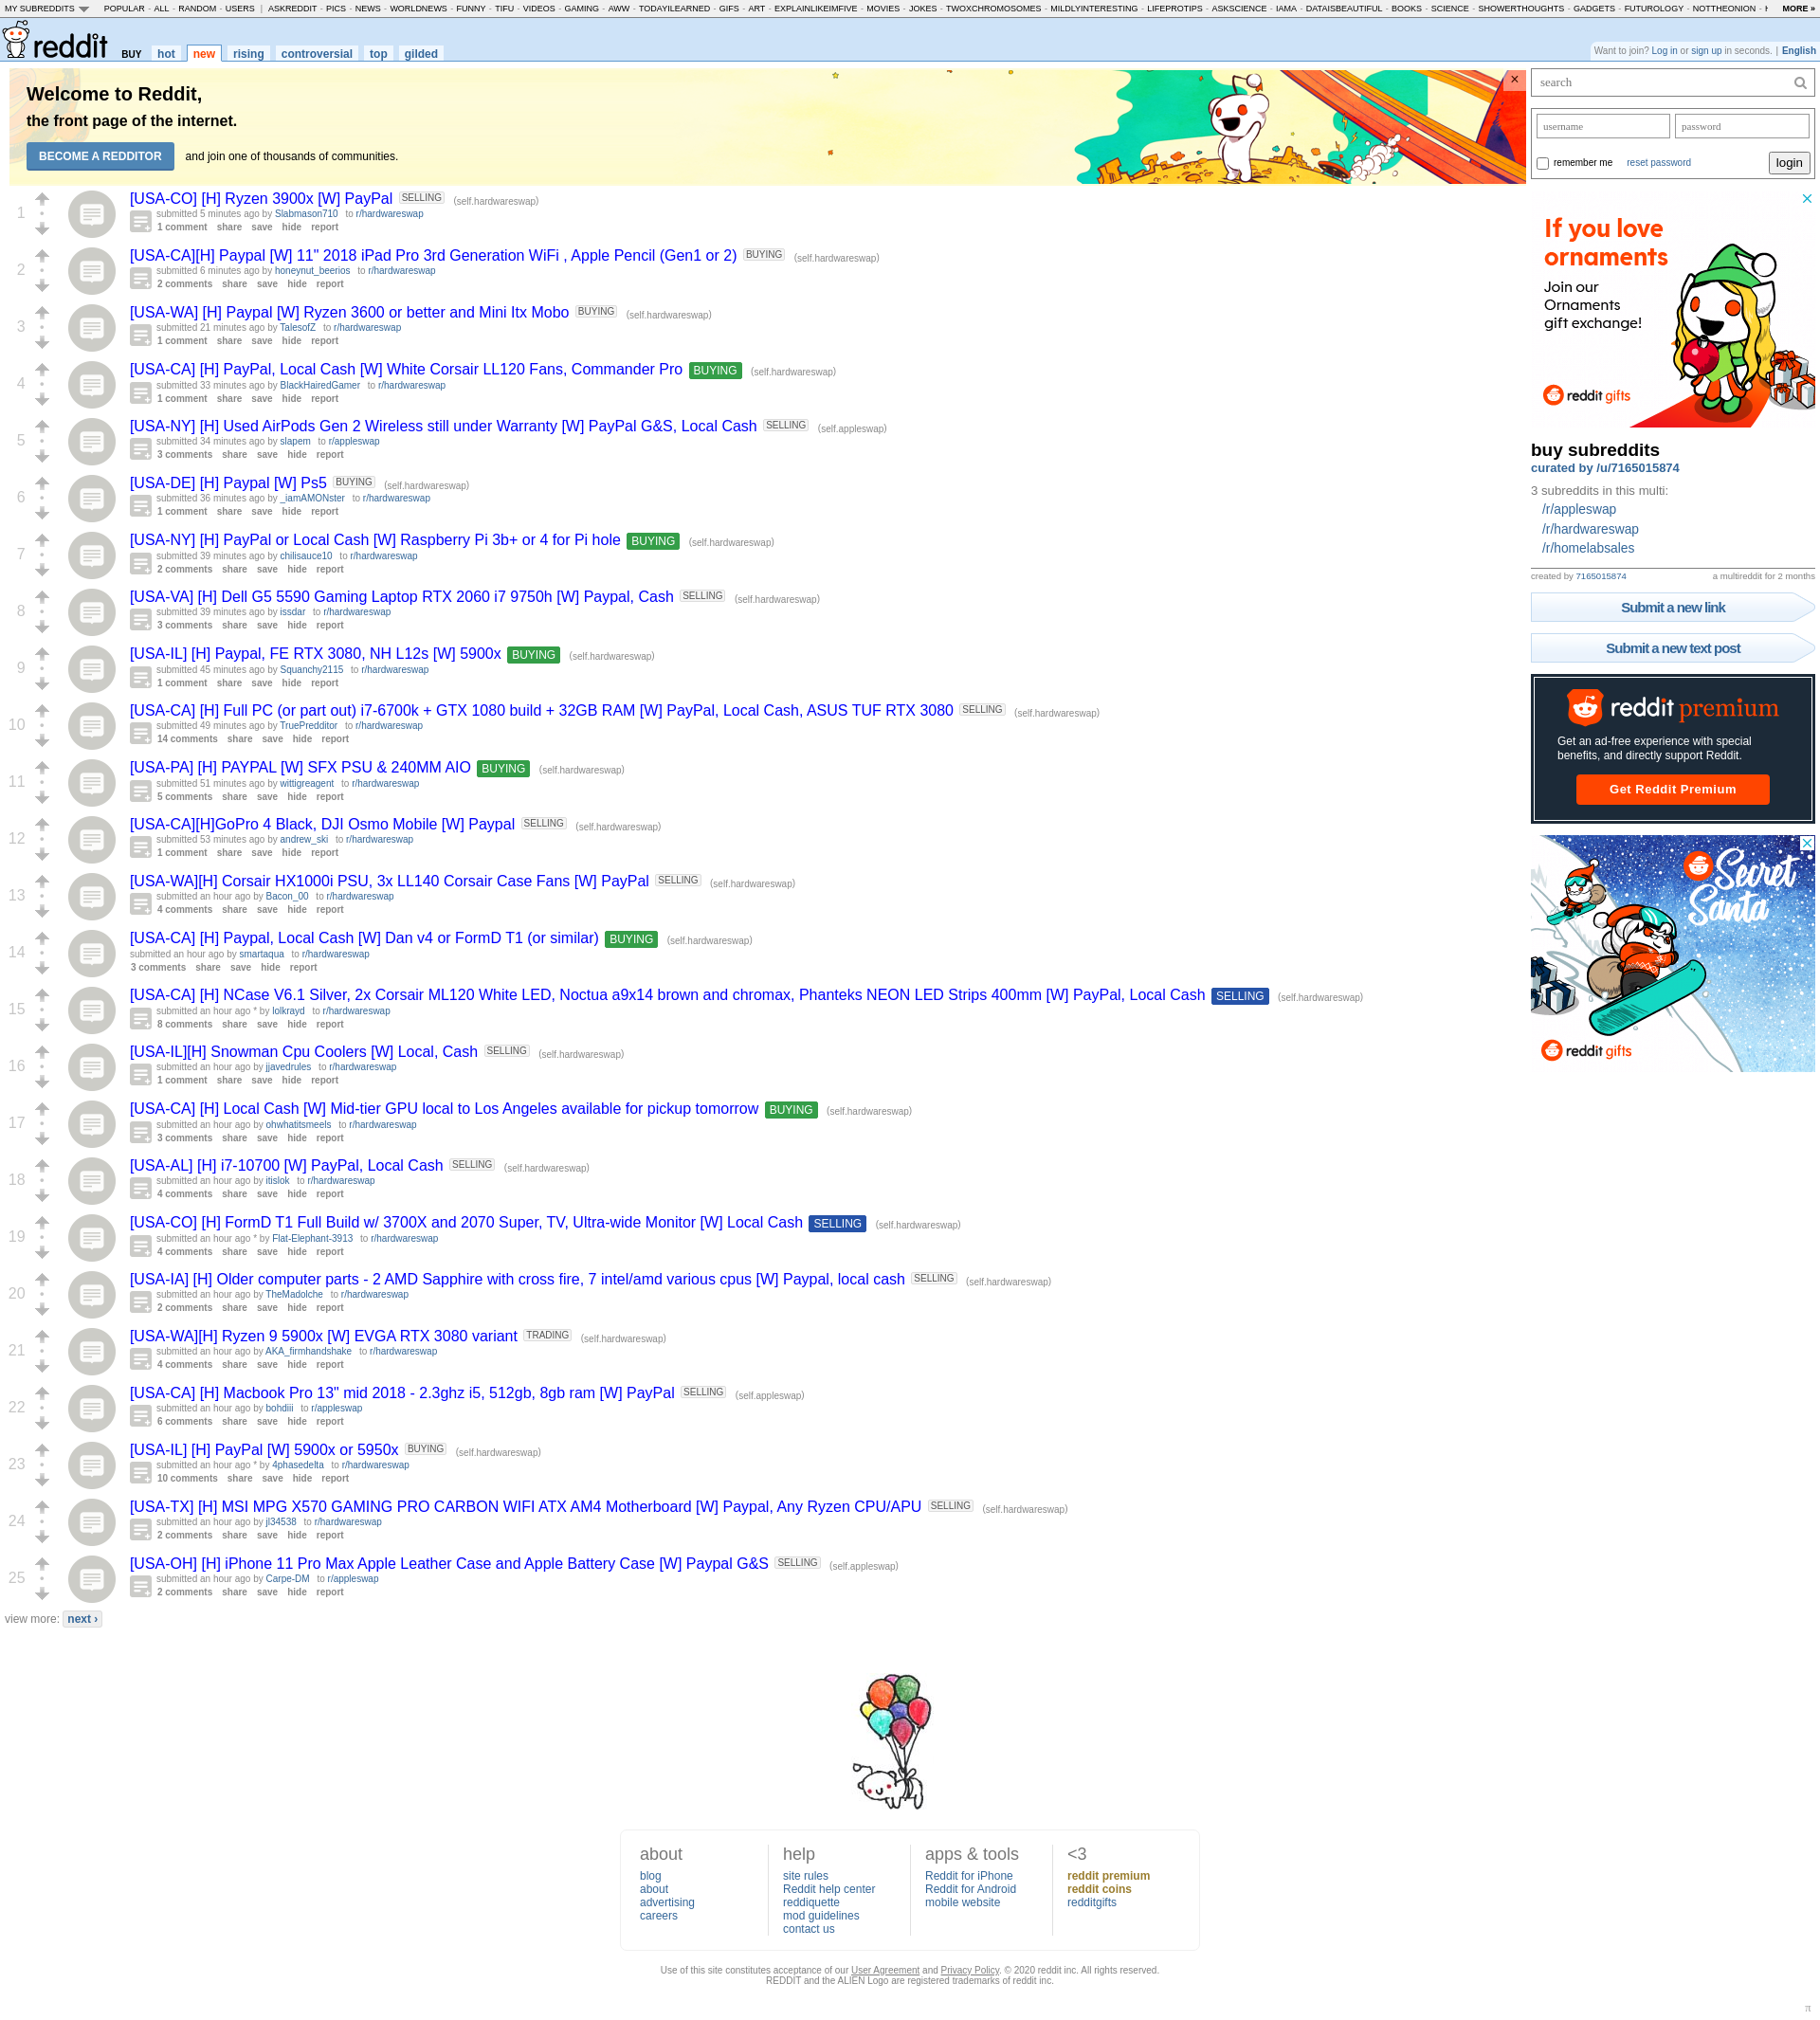 MY SUBREDDITS POPULAR - ALL - RANDOM - USERS | ASKREDDIT - PICS - NEWS - WORLDNEWS - FUNNY - TIFU - VIDEOS - GAMING - AWW - TODAYILEARNED - GIFS - ART - EXPLAINLIKEIMFIVE - MOVIES - JOKES - TWOXCHROMOSOMES - MILDLYINTERESTING - LIFEPROTIPS - ASKSCIENCE - IAMA - DATAISBEAUTIFUL - BOOKS - SCIENCE - SHOWERTHOUGHTS - GADGETS - FUTUROLOGY - NOTTHEONION - MORE »
reddit BUY hot new rising controversial top gilded
Want to join? Log in or sign up in seconds. | English
Welcome to Reddit,
the front page of the internet.
BECOME A REDDITOR and join one of thousands of communities.
×
1
[USA-CO] [H] Ryzen 3900x [W] PayPal SELLING (self.hardwareswap)
submitted 5 minutes ago by Slabmason710 to r/hardwareswap
1 comment share save hide report
2
[USA-CA][H] Paypal [W] 11" 2018 iPad Pro 3rd Generation WiFi , Apple Pencil (Gen1 or 2) BUYING (self.hardwareswap)
submitted 6 minutes ago by honeynut_beerios to r/hardwareswap
2 comments share save hide report
3
[USA-WA] [H] Paypal [W] Ryzen 3600 or better and Mini Itx Mobo BUYING (self.hardwareswap)
submitted 21 minutes ago by TalesofZ to r/hardwareswap
1 comment share save hide report
4
[USA-CA] [H] PayPal, Local Cash [W] White Corsair LL120 Fans, Commander Pro BUYING (self.hardwareswap)
submitted 33 minutes ago by BlackHairedGamer to r/hardwareswap
1 comment share save hide report
5
[USA-NY] [H] Used AirPods Gen 2 Wireless still under Warranty [W] PayPal G&S, Local Cash SELLING (self.appleswap)
submitted 34 minutes ago by slapem to r/appleswap
3 comments share save hide report
6
[USA-DE] [H] Paypal [W] Ps5 BUYING (self.hardwareswap)
submitted 36 minutes ago by _iamAMONster to r/hardwareswap
1 comment share save hide report
7
[USA-NY] [H] PayPal or Local Cash [W] Raspberry Pi 3b+ or 4 for Pi hole BUYING (self.hardwareswap)
submitted 39 minutes ago by chilisauce10 to r/hardwareswap
2 comments share save hide report
8
[USA-VA] [H] Dell G5 5590 Gaming Laptop RTX 2060 i7 9750h [W] Paypal, Cash SELLING (self.hardwareswap)
submitted 39 minutes ago by issdar to r/hardwareswap
3 comments share save hide report
9
[USA-IL] [H] Paypal, FE RTX 3080, NH L12s [W] 5900x BUYING (self.hardwareswap)
submitted 45 minutes ago by Squanchy2115 to r/hardwareswap
1 comment share save hide report
10
[USA-CA] [H] Full PC (or part out) i7-6700k + GTX 1080 build + 32GB RAM [W] PayPal, Local Cash, ASUS TUF RTX 3080 SELLING (self.hardwareswap)
submitted 49 minutes ago by TruePredditor to r/hardwareswap
14 comments share save hide report
11
[USA-PA] [H] PAYPAL [W] SFX PSU & 240MM AIO BUYING (self.hardwareswap)
submitted 51 minutes ago by wittigreagent to r/hardwareswap
5 comments share save hide report
12
[USA-CA][H]GoPro 4 Black, DJI Osmo Mobile [W] Paypal SELLING (self.hardwareswap)
submitted 53 minutes ago by andrew_ski to r/hardwareswap
1 comment share save hide report
13
[USA-WA][H] Corsair HX1000i PSU, 3x LL140 Corsair Case Fans [W] PayPal SELLING (self.hardwareswap)
submitted an hour ago by Bacon_00 to r/hardwareswap
4 comments share save hide report
14
[USA-CA] [H] Paypal, Local Cash [W] Dan v4 or FormD T1 (or similar) BUYING (self.hardwareswap)
submitted an hour ago by smartaqua to r/hardwareswap
3 comments share save hide report
15
[USA-CA] [H] NCase V6.1 Silver, 2x Corsair ML120 White LED, Noctua a9x14 brown and chromax, Phanteks NEON LED Strips 400mm [W] PayPal, Local Cash SELLING (self.hardwareswap)
submitted an hour ago * by lolkrayd to r/hardwareswap
8 comments share save hide report
16
[USA-IL][H] Snowman Cpu Coolers [W] Local, Cash SELLING (self.hardwareswap)
submitted an hour ago by jjavedrules to r/hardwareswap
1 comment share save hide report
17
[USA-CA] [H] Local Cash [W] Mid-tier GPU local to Los Angeles available for pickup tomorrow BUYING (self.hardwareswap)
submitted an hour ago by ohwhatitsmeels to r/hardwareswap
3 comments share save hide report
18
[USA-AL] [H] i7-10700 [W] PayPal, Local Cash SELLING (self.hardwareswap)
submitted an hour ago by itislok to r/hardwareswap
4 comments share save hide report
19
[USA-CO] [H] FormD T1 Full Build w/ 3700X and 2070 Super, TV, Ultra-wide Monitor [W] Local Cash SELLING (self.hardwareswap)
submitted an hour ago * by Flat-Elephant-3913 to r/hardwareswap
4 comments share save hide report
20
[USA-IA] [H] Older computer parts - 2 AMD Sapphire with cross fire, 7 intel/amd various cpus [W] Paypal, local cash SELLING (self.hardwareswap)
submitted an hour ago by TheMadolche to r/hardwareswap
2 comments share save hide report
21
[USA-WA][H] Ryzen 9 5900x [W] EVGA RTX 3080 variant TRADING (self.hardwareswap)
submitted an hour ago by AKA_firmhandshake to r/hardwareswap
4 comments share save hide report
22
[USA-CA] [H] Macbook Pro 13" mid 2018 - 2.3ghz i5, 512gb, 8gb ram [W] PayPal SELLING (self.appleswap)
submitted an hour ago by bohdiii to r/appleswap
6 comments share save hide report
23
[USA-IL] [H] PayPal [W] 5900x or 5950x BUYING (self.hardwareswap)
submitted an hour ago * by 4phasedelta to r/hardwareswap
10 comments share save hide report
24
[USA-TX] [H] MSI MPG X570 GAMING PRO CARBON WIFI ATX AM4 Motherboard [W] Paypal, Any Ryzen CPU/APU SELLING (self.hardwareswap)
submitted an hour ago by jl34538 to r/hardwareswap
2 comments share save hide report
25
[USA-OH] [H] iPhone 11 Pro Max Apple Leather Case and Apple Battery Case [W] Paypal G&S SELLING (self.appleswap)
submitted an hour ago by Carpe-DM to r/appleswap
2 comments share save hide report
view more: next ›
search
username password
remember me reset password login
If you love
ornaments
Join our
Ornaments
gift exchange!
reddit gifts
buy subreddits
curated by /u/7165015874
3 subreddits in this multi:
/r/appleswap
/r/hardwareswap
/r/homelabsales
created by 7165015874 a multireddit for 2 months
Submit a new link
Submit a new text post
reddit premium
Get an ad-free experience with special
benefits, and directly support Reddit.
Get Reddit Premium
Secret
Santa
reddit gifts
about
blog
about
advertising
careers
help
site rules
Reddit help center
reddiquette
mod guidelines
contact us
apps & tools
Reddit for iPhone
Reddit for Android
mobile website
<3
reddit premium
reddit coins
redditgifts
Use of this site constitutes acceptance of our User Agreement and Privacy Policy. © 2020 reddit inc. All rights reserved.
REDDIT and the ALIEN Logo are registered trademarks of reddit inc.
π